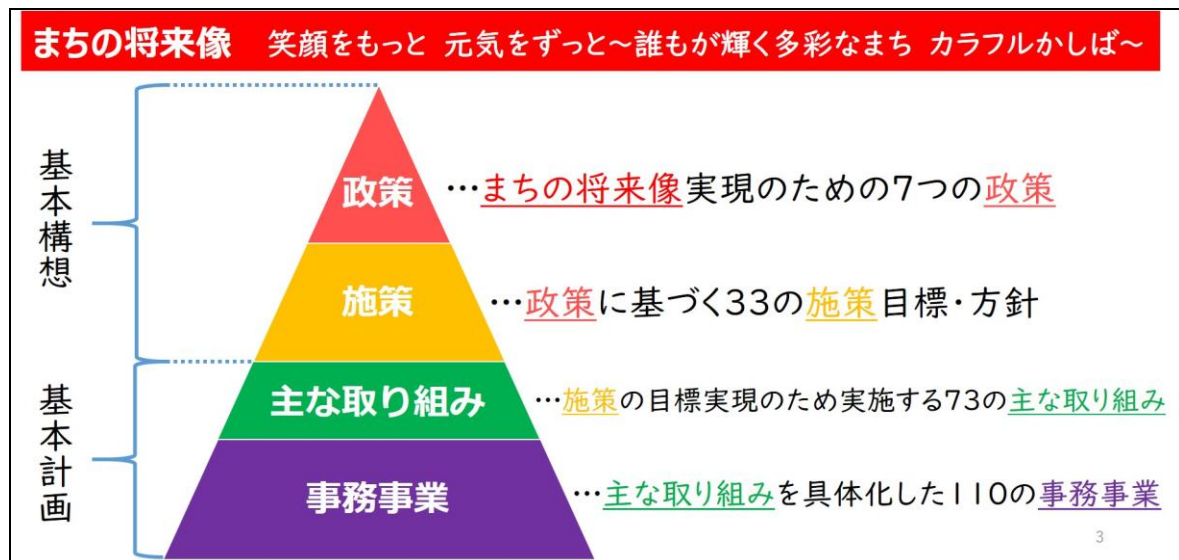 まちの将来像 笑顔をもっと 元気をずっと～誰もが輝く多彩なまち カラフルかしば～
基本構想
政策 …まちの将来像実現のための7つの政策
施策 …政策に基づく33の施策目標・方針
基本計画
主な取り組み …施策の目標実現のため実施する73の主な取り組み
事務事業 …主な取り組みを具体化した110の事務事業
3